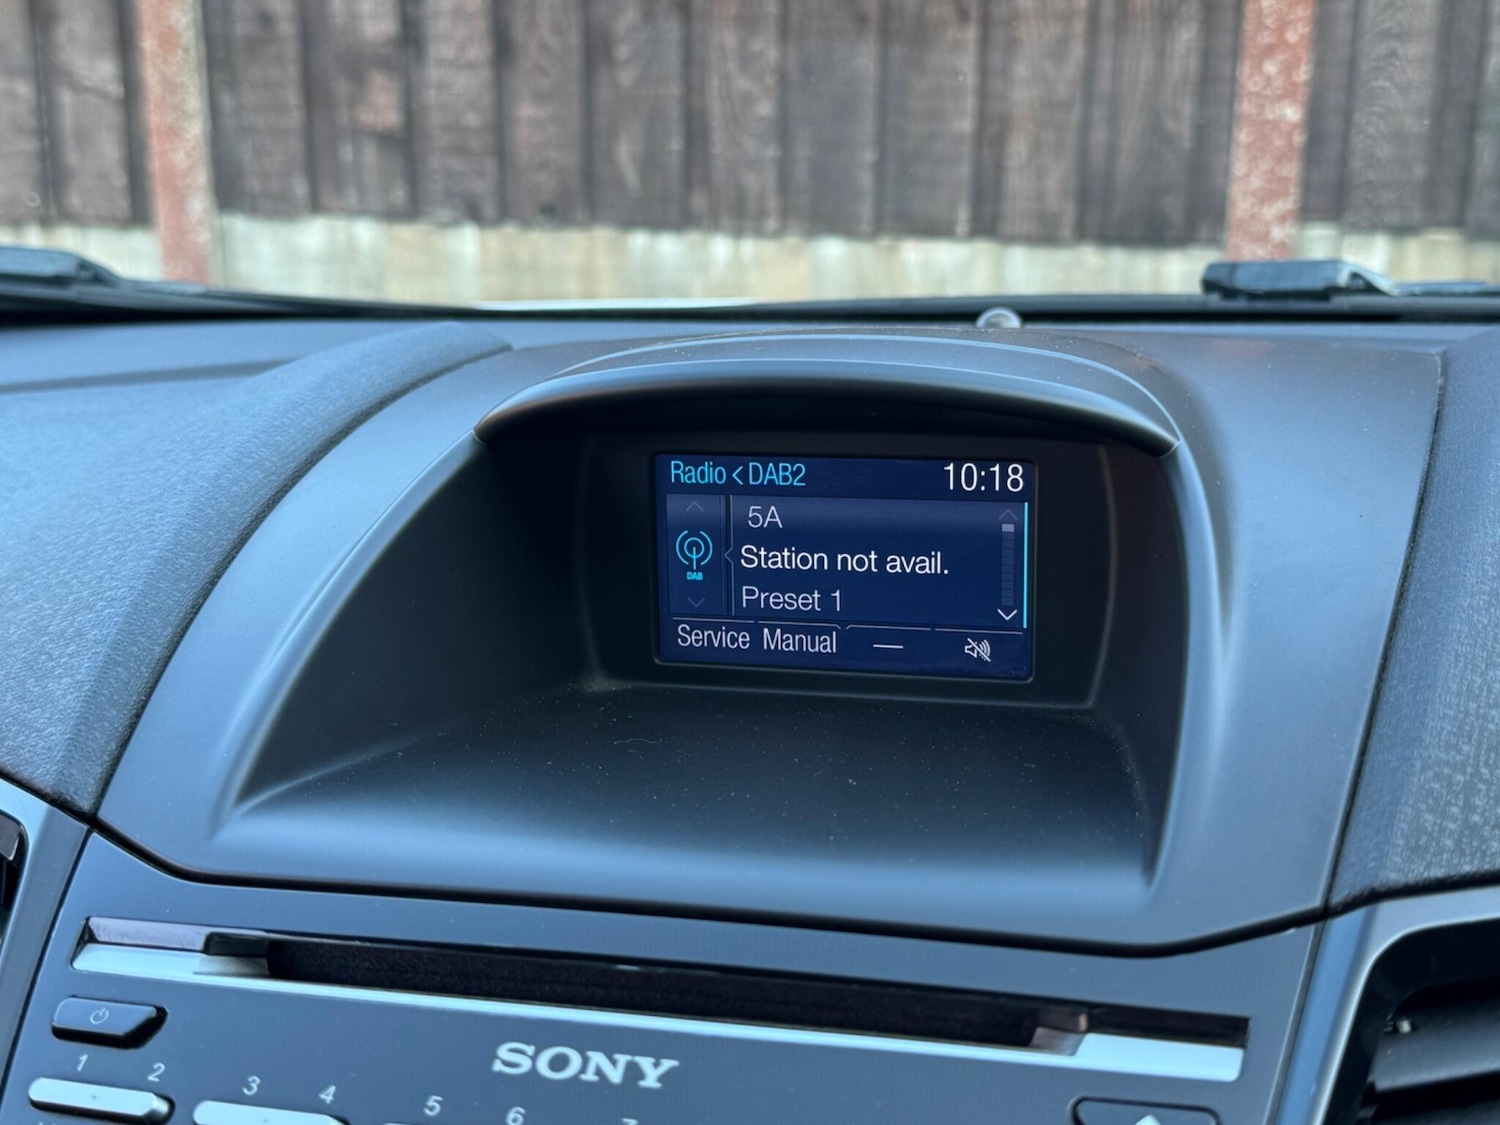 Radio < DAB2 10:18
5A
Station not avail.
DAB
Preset 1
Service Manual —
SONY
1 2 3 4 5 6